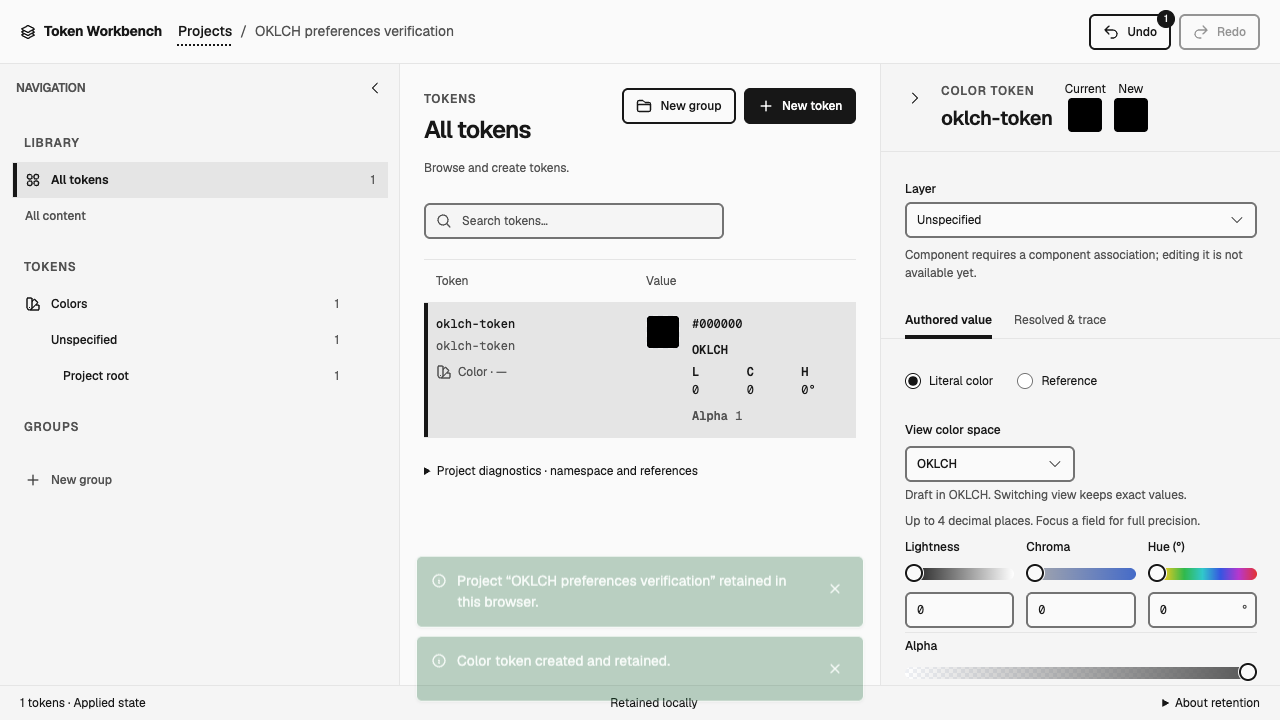 Token Workbench
Projects / OKLCH preferences verification
Undo
1
Redo
NAVIGATION
LIBRARY
All tokens 1
All content
TOKENS
Colors 1
Unspecified 1
Project root 1
GROUPS
New group
TOKENS
All tokens
New group
New token
Browse and create tokens.
Search tokens…
Token Value
oklch-token
oklch-token
Color · —
#000000
OKLCH
L C H
0 0 0°
Alpha 1
Project diagnostics · namespace and references
Project “OKLCH preferences verification” retained in
this browser.
Color token created and retained.
COLOR TOKEN
oklch-token
Current New
Layer
Unspecified
Component requires a component association; editing it is not
available yet.
Authored value Resolved & trace
Literal color Reference
View color space
OKLCH
Draft in OKLCH. Switching view keeps exact values.
Up to 4 decimal places. Focus a field for full precision.
Lightness Chroma Hue (°)
0 0 0 °
Alpha
1 tokens · Applied state
Retained locally
About retention